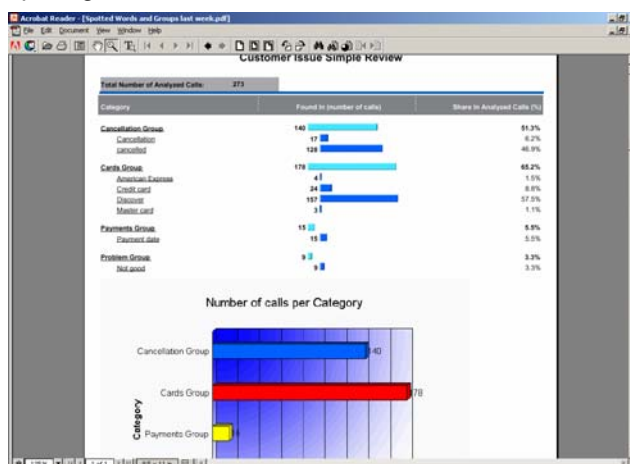 Acrobat Reader - [Spotted Words and Groups last week.pdf]
File Edit Document View Window Help
Customer Issue Simple Review
Total Number of Analysed Calls: 273
Category Found In (number of calls) Share In Analysed Calls (%)
Cancellation Group 140 51.3%
Cancellation 17 6.2%
cancelled 128 46.9%
Cards Group 178 65.2%
American Express 4 1.5%
Credit card 24 8.8%
Discover 157 57.5%
Master card 3 1.1%
Payments Group 15 5.5%
Payment date 15 5.5%
Problem Group 9 3.3%
Not good 9 3.3%
Number of calls per Category
Cancellation Group 140
Cards Group 78
Payments Group
Category